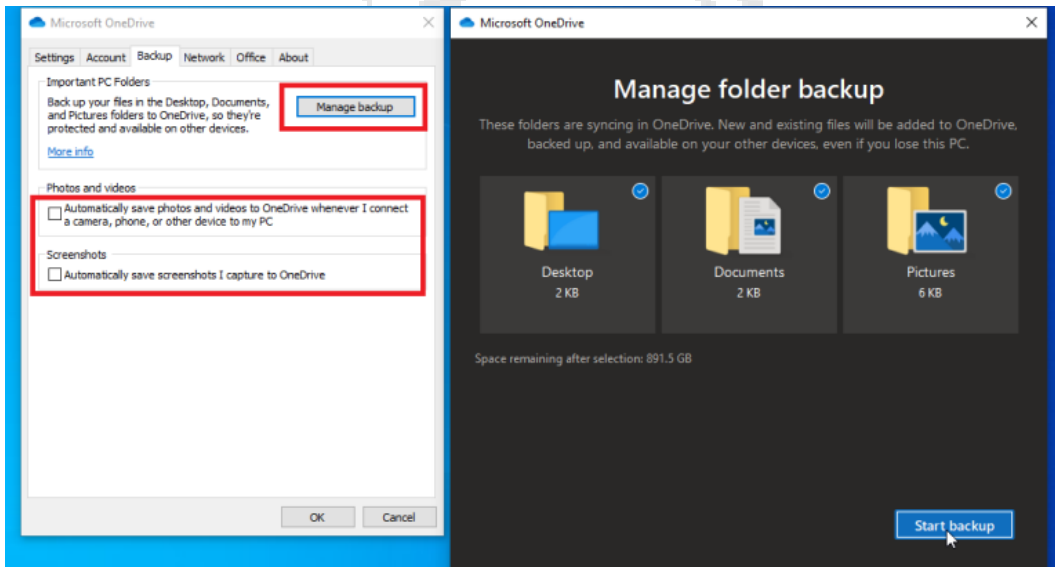 Microsoft OneDrive
Settings Account Backup Network Office About
Important PC Folders
Back up your files in the Desktop, Documents,
and Pictures folders to OneDrive, so they're
protected and available on other devices.
Manage backup
More info
Photos and videos
Automatically save photos and videos to OneDrive whenever I connect
a camera, phone, or other device to my PC
Screenshots
Automatically save screenshots I capture to OneDrive
OK Cancel
Microsoft OneDrive
Manage folder backup
These folders are syncing in OneDrive. New and existing files will be added to OneDrive,
backed up, and available on your other devices, even if you lose this PC.
Desktop
2 KB
Documents
2 KB
Pictures
6 KB
Space remaining after selection: 891.5 GB
Start backup